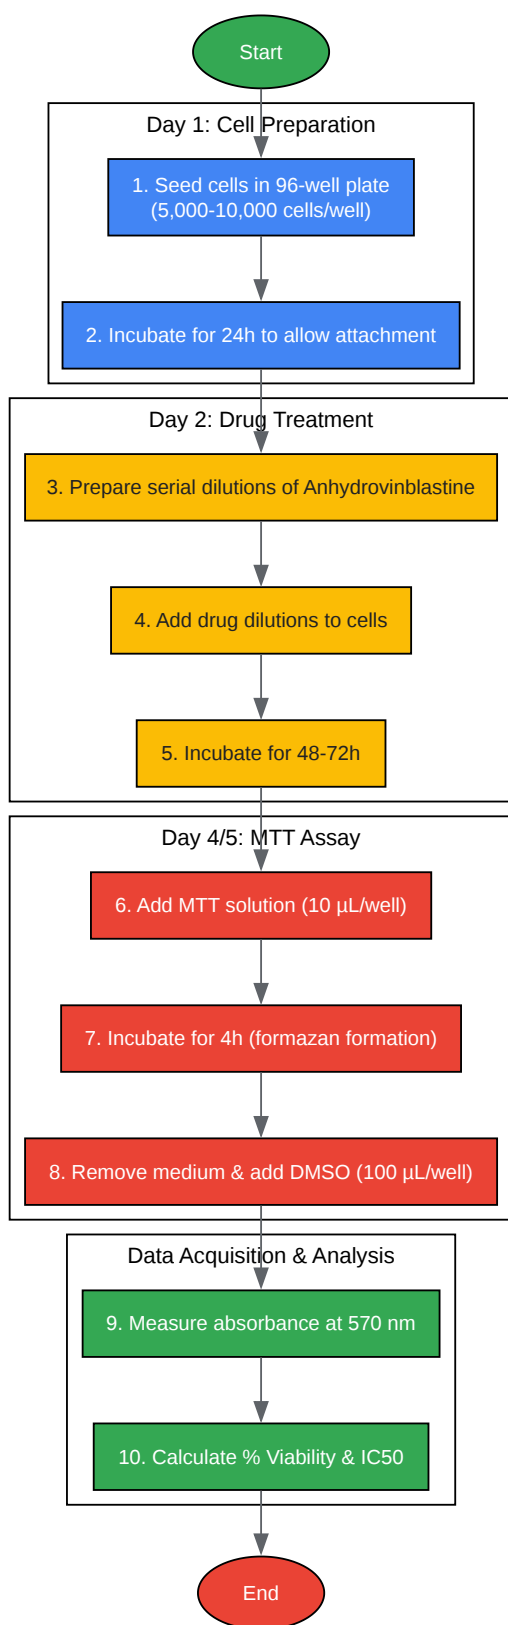 Start
Day 1: Cell Preparation
1. Seed cells in 96-well plate
(5,000-10,000 cells/well)
2. Incubate for 24h to allow attachment
Day 2: Drug Treatment
3. Prepare serial dilutions of Anhydrovinblastine
4. Add drug dilutions to cells
5. Incubate for 48-72h
Day 4/5: MTT Assay
6. Add MTT solution (10 µL/well)
7. Incubate for 4h (formazan formation)
8. Remove medium & add DMSO (100 µL/well)
Data Acquisition & Analysis
9. Measure absorbance at 570 nm
10. Calculate % Viability & IC50
End